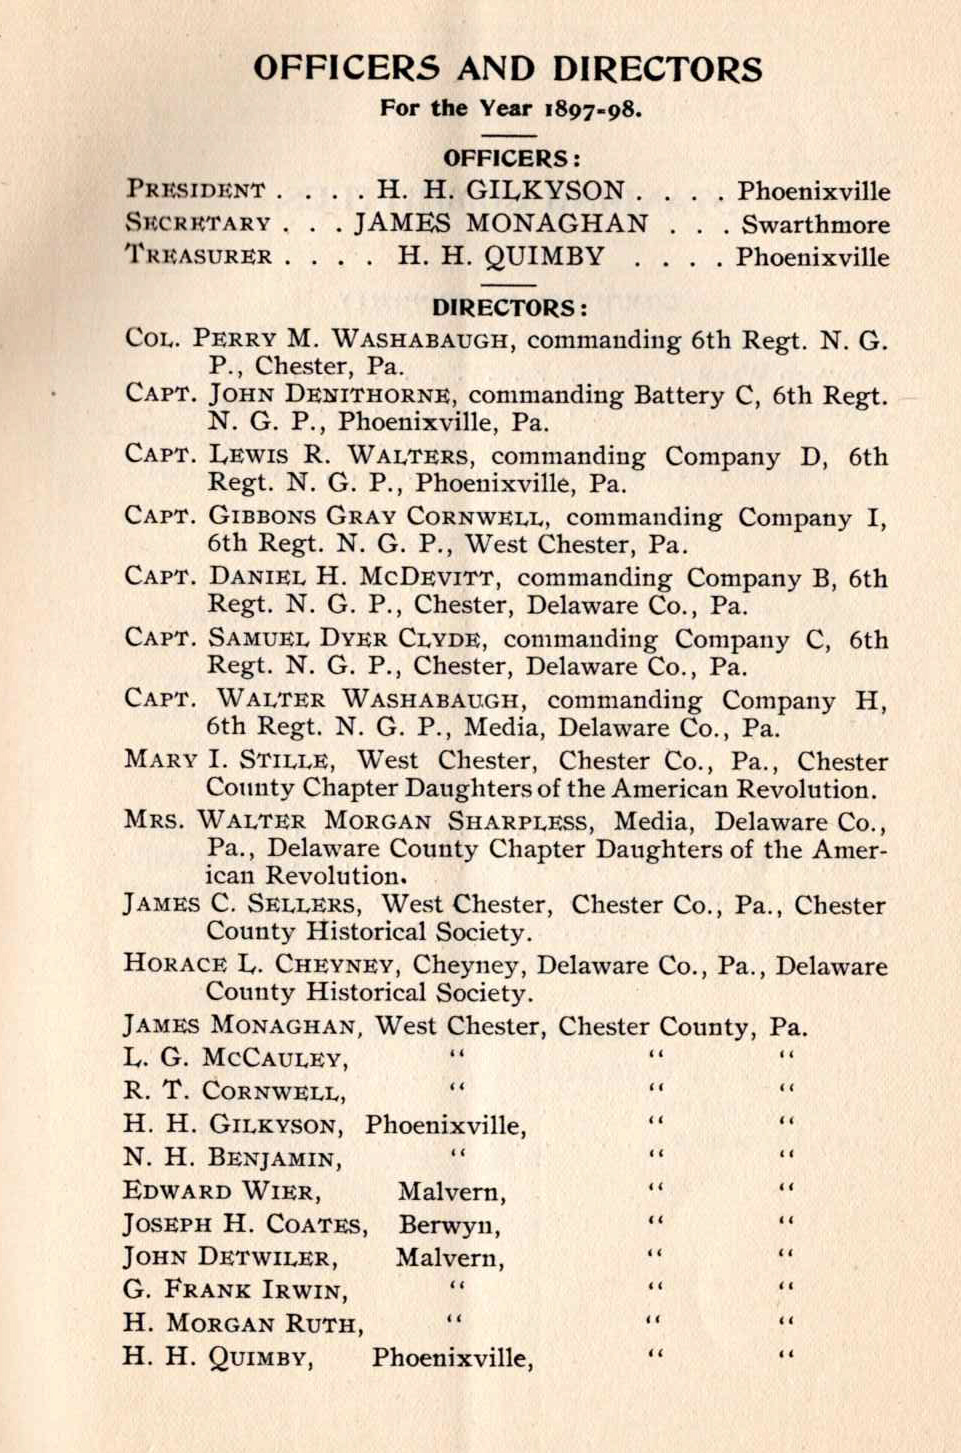 OFFICERS AND DIRECTORS
For the Year 1897-98.
OFFICERS:
PRESIDENT . . . . H. H. GILKYSON . . . . Phoenixville
SECRETARY . . . JAMES MONAGHAN . . . Swarthmore
TREASURER . . . . H. H. QUIMBY . . . . Phoenixville
DIRECTORS:
COL. PERRY M. WASHABAUGH, commanding 6th Regt. N. G.
P., Chester, Pa.
CAPT. JOHN DENITHORNE, commanding Battery C, 6th Regt.
N. G. P., Phoenixville, Pa.
CAPT. LEWIS R. WALTERS, commanding Company D, 6th
Regt. N. G. P., Phoenixville, Pa.
CAPT. GIBBONS GRAY CORNWELL, commanding Company I,
6th Regt. N. G. P., West Chester, Pa.
CAPT. DANIEL H. MCDEVITT, commanding Company B, 6th
Regt. N. G. P., Chester, Delaware Co., Pa.
CAPT. SAMUEL DYER CLYDE, commanding Company C, 6th
Regt. N. G. P., Chester, Delaware Co., Pa.
CAPT. WALTER WASHABAUGH, commanding Company H,
6th Regt. N. G. P., Media, Delaware Co., Pa.
MARY I. STILLE, West Chester, Chester Co., Pa., Chester
County Chapter Daughters of the American Revolution.
MRS. WALTER MORGAN SHARPLESS, Media, Delaware Co.,
Pa., Delaware County Chapter Daughters of the Amer-
ican Revolution.
JAMES C. SELLERS, West Chester, Chester Co., Pa., Chester
County Historical Society.
HORACE L. CHEYNEY, Cheyney, Delaware Co., Pa., Delaware
County Historical Society.
JAMES MONAGHAN, West Chester, Chester County, Pa.
L. G. MCCAULEY, “ “ “
R. T. CORNWELL, “ “ “
H. H. GILKYSON, Phoenixville, “ “
N. H. BENJAMIN, “ “ “
EDWARD WIER, Malvern, “ “
JOSEPH H. COATES, Berwyn, “ “
JOHN DETWILER, Malvern, “ “
G. FRANK IRWIN, “ “ “
H. MORGAN RUTH, “ “ “
H. H. QUIMBY, Phoenixville, “ “